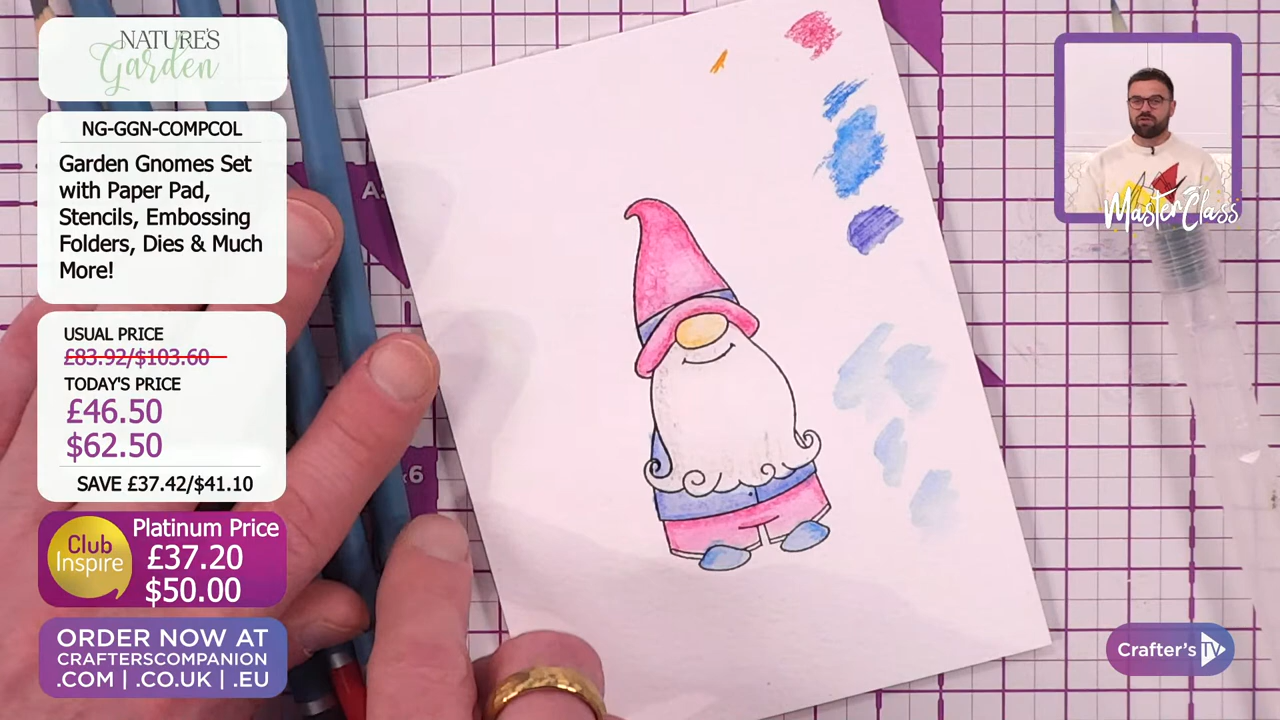 NATURE'S
Garden
NG-GGN-COMPCOL
Garden Gnomes Set
with Paper Pad,
Stencils, Embossing
Folders, Dies & Much
More!
USUAL PRICE
£83.92/$103.60
TODAY'S PRICE
£46.50
$62.50
SAVE £37.42/$41.10
Club
Inspire
Platinum Price
£37.20
$50.00
ORDER NOW AT
CRAFTERSCOMPANION
.COM | .CO.UK | .EU
MasterClass
Crafter's TV